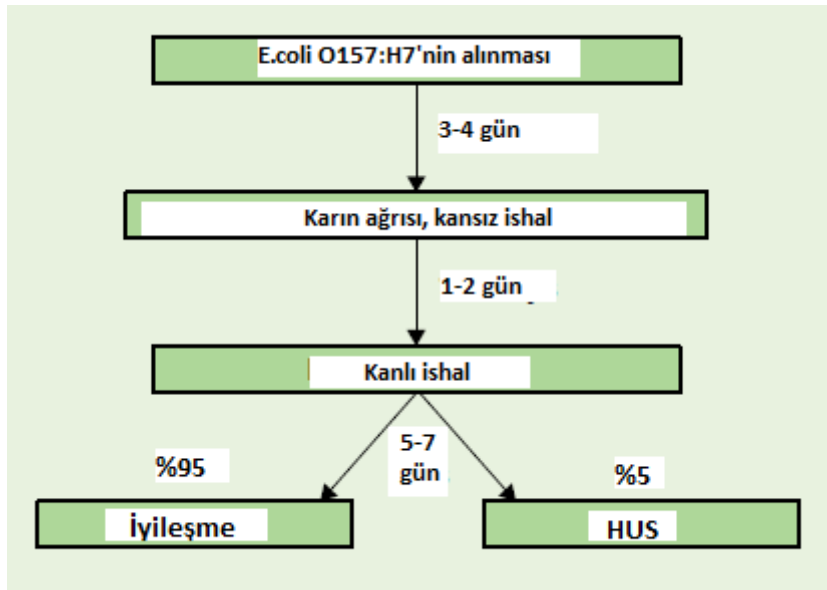 E.coli O157:H7'nin alınması
3-4 gün
Karın ağrısı, kansız ishal
1-2 gün
Kanlı ishal
5-7
gün
%95
%5
İyileşme
HUS